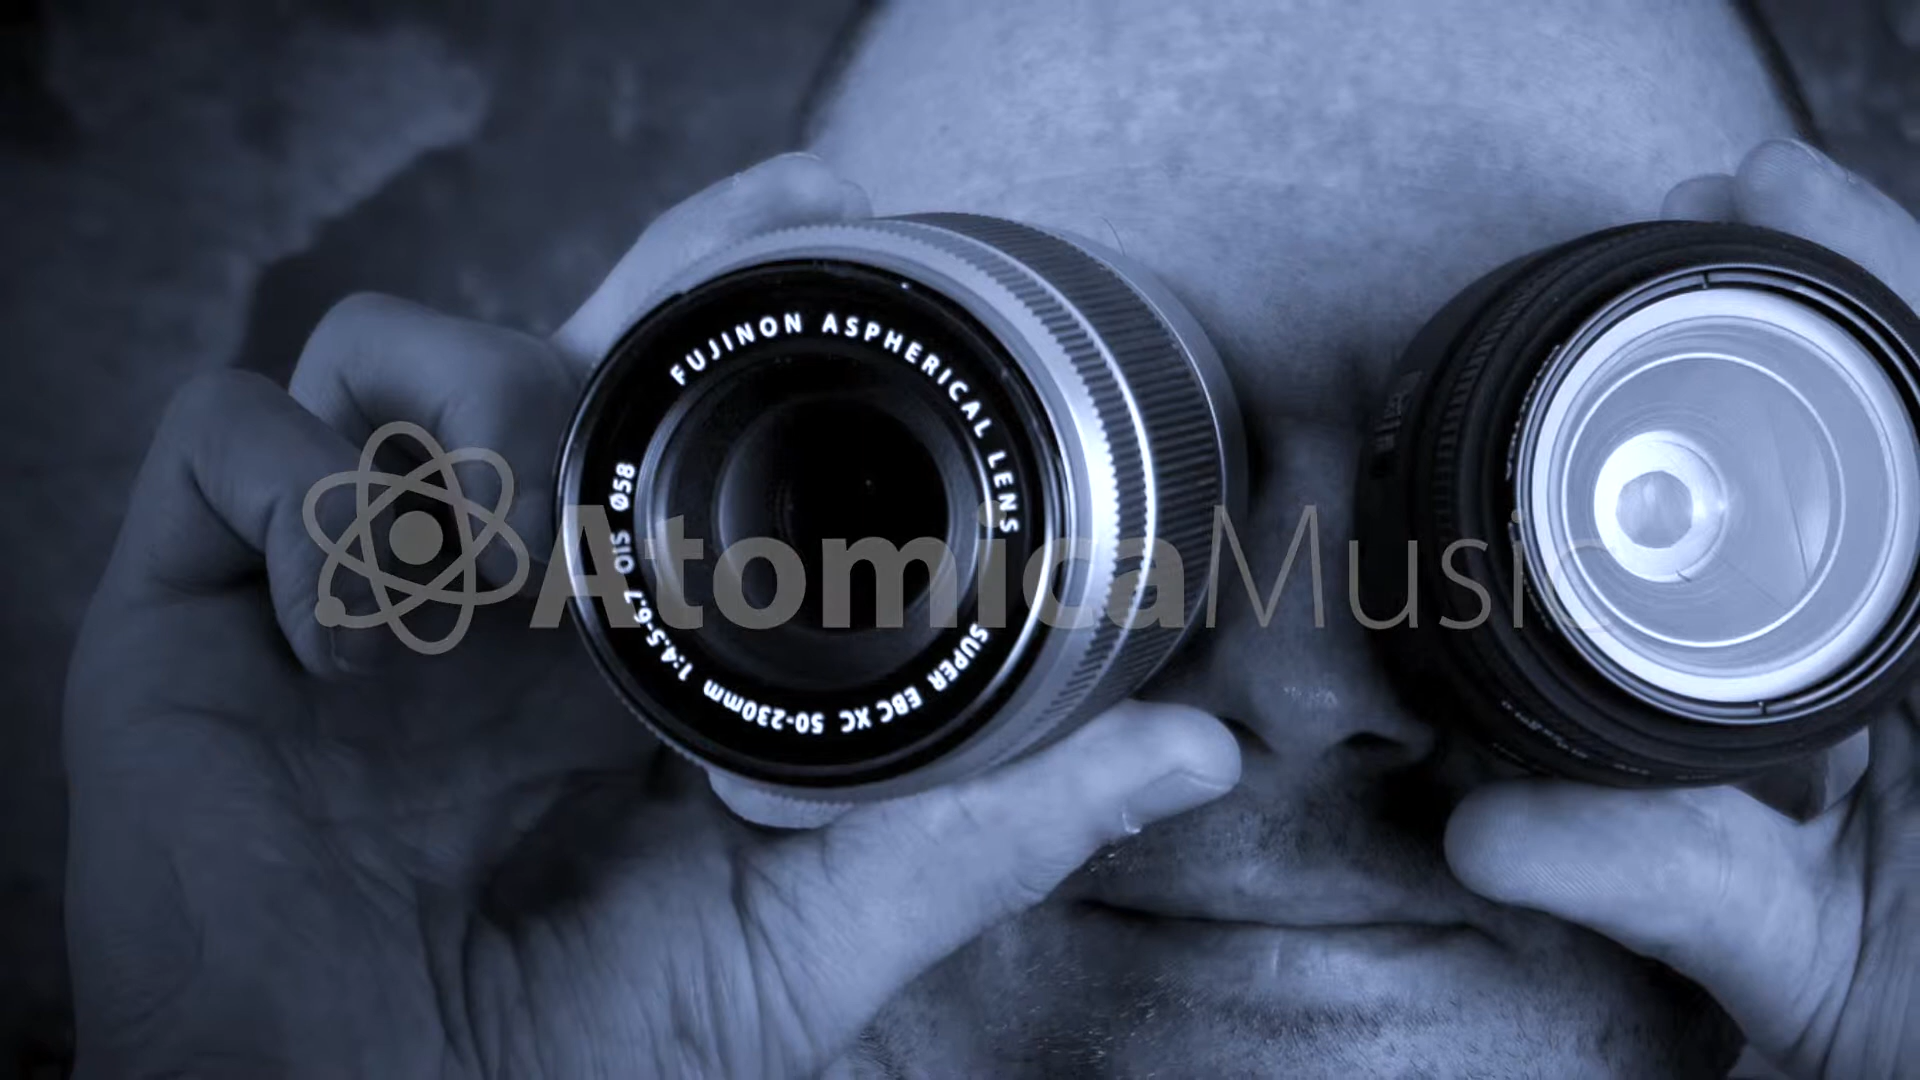 FUJINON ASPHERICAL LENS
SUPER EBC XC 50-230mm 1:4.5-6.7 OIS Ø58
AtomicaMusic